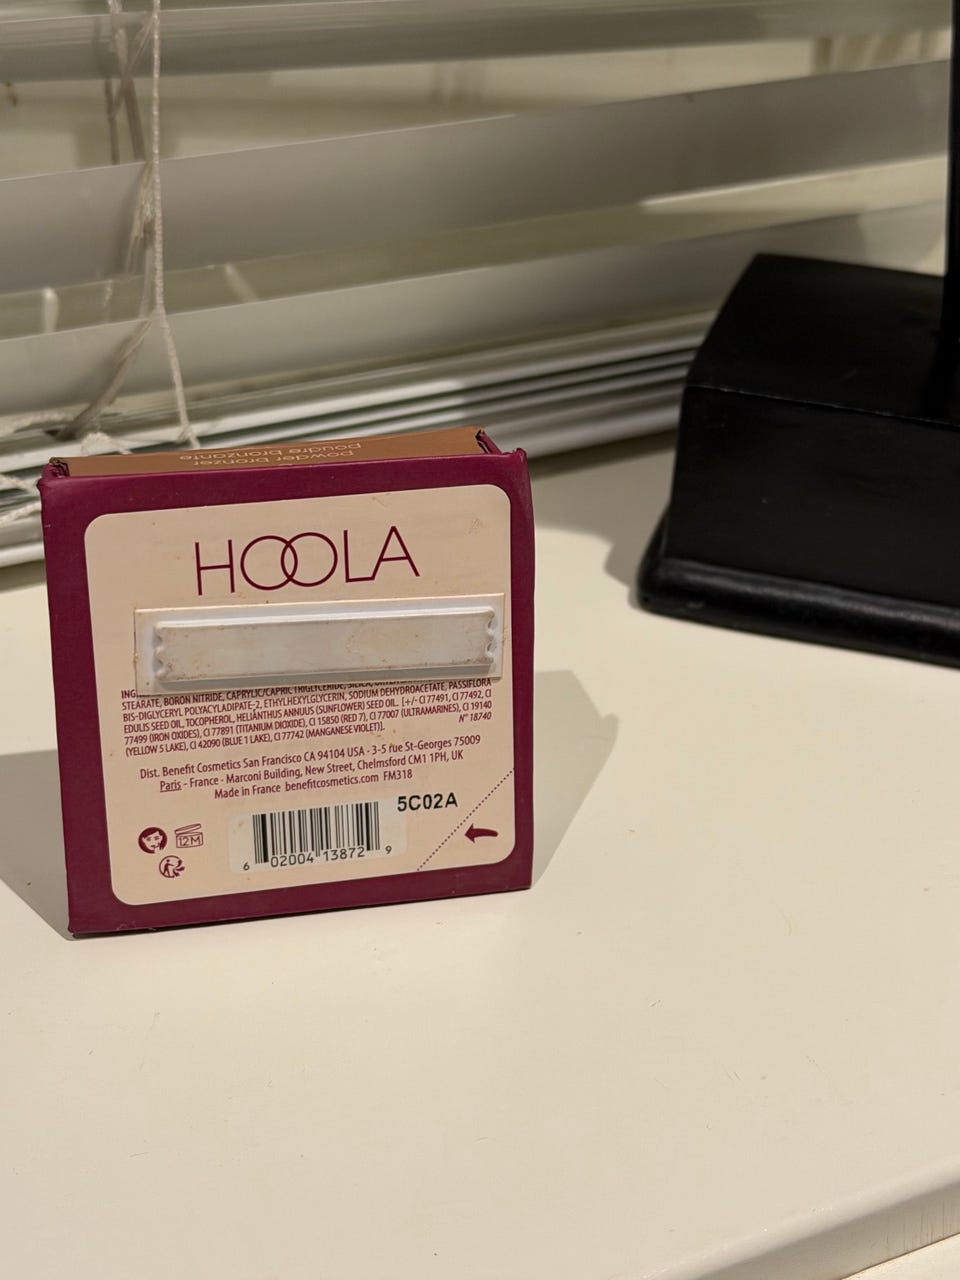 powder bronzer
poudre bronzante
HOOLA
STEARATE, BORON NITRIDE, CAPRYLIC/CAPRIC TRIGLYCERIDE, SILICA,
BIS-DIGLYCERYL POLYACYLADIPATE-2, ETHYLHEXYLGLYCERIN, SODIUM DEHYDROACETATE, PASSIFLORA
EDULIS SEED OIL, TOCOPHEROL, HELIANTHUS ANNUUS (SUNFLOWER) SEED OIL. [+/- CI 77491, CI 77492, CI
77499 (IRON OXIDES), CI 77891 (TITANIUM DIOXIDE), CI 15850 (RED 7), CI 77007 (ULTRAMARINES), CI 19140
(YELLOW 5 LAKE), CI 42090 (BLUE 1 LAKE), CI 77742 (MANGANESE VIOLET)].
N° 18740
Dist. Benefit Cosmetics San Francisco CA 94104 USA - 3-5 rue St-Georges 75009
Paris - France - Marconi Building, New Street, Chelmsford CM1 1PH, UK
Made in France benefitcosmetics.com FM318
5C02A
12M
6 02004 13872 9